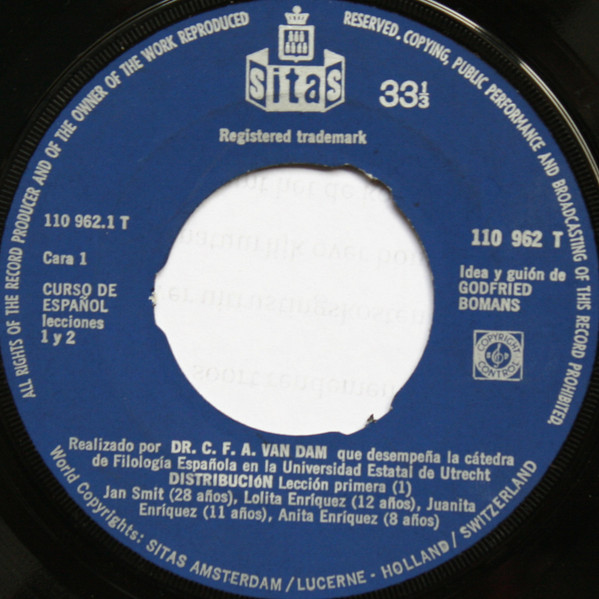 ALL RIGHTS OF THE RECORD PRODUCER AND OF THE OWNER OF THE WORK REPRODUCED RESERVED. COPYING, PUBLIC PERFORMANCE AND BROADCASTING OF THIS RECORD PROHIBITED.
sitas
33⅓
Registered trademark
110 962.1 T
Cara 1
CURSO DE
ESPAÑOL
lecciones
1 y 2
110 962 T
Idea y guión de
GODFRIED
BOMANS
COPYRIGHT
CONTROL
Realizado por DR. C. F. A. VAN DAM que desempeña la cátedra
de Filología Española en la Universidad Estatal de Utrecht
DISTRIBUCIóN Lección primera (1)
Jan Smit (28 años), Lolita Enríquez (12 años), Juanita
Enríquez (11 años), Anita Enríquez (8 años)
World Copyrights: SITAS AMSTERDAM/LUCERNE - HOLLAND/SWITZERLAND